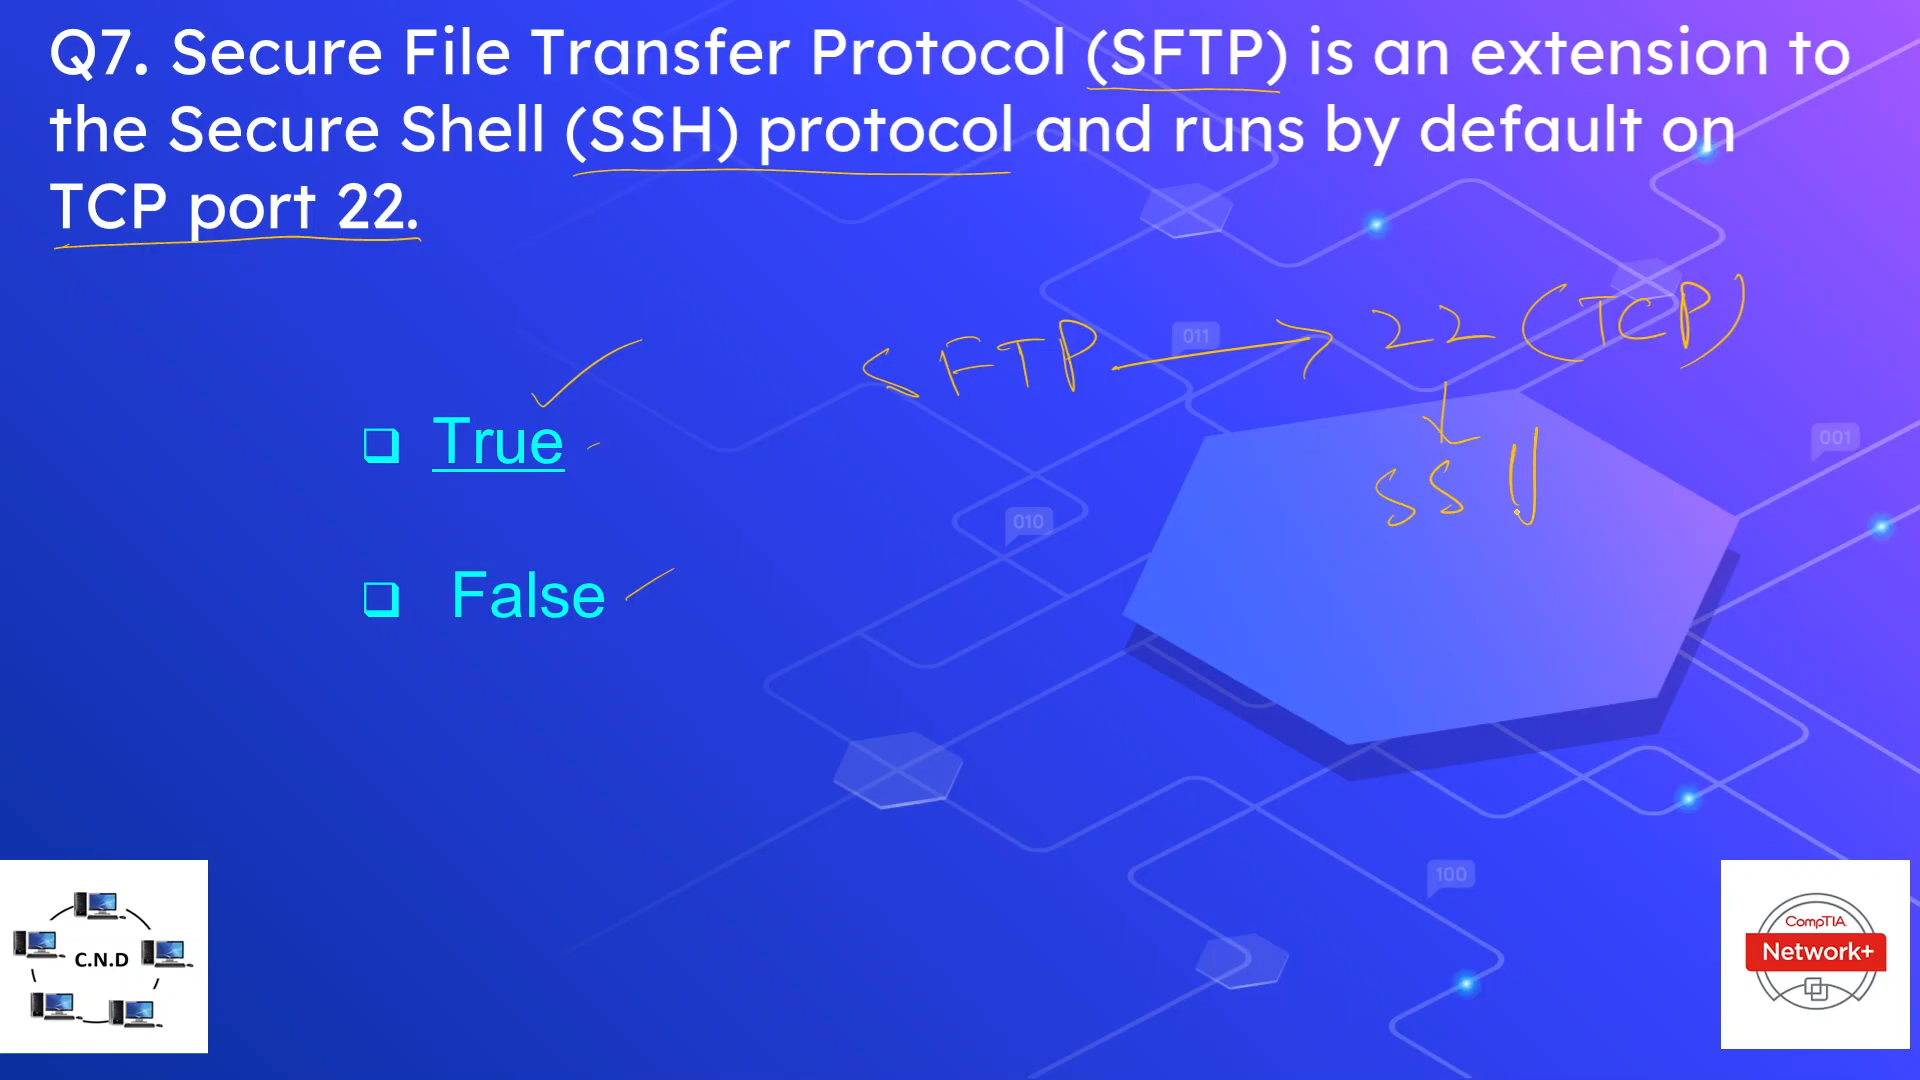 Q7. Secure File Transfer Protocol (SFTP) is an extension to
the Secure Shell (SSH) protocol and runs by default on
TCP port 22.
SFTP → 22 (TCP)
↓
SS
❑ True
❑ False
011
001
010
100
C.N.D
CompTIA
Network+